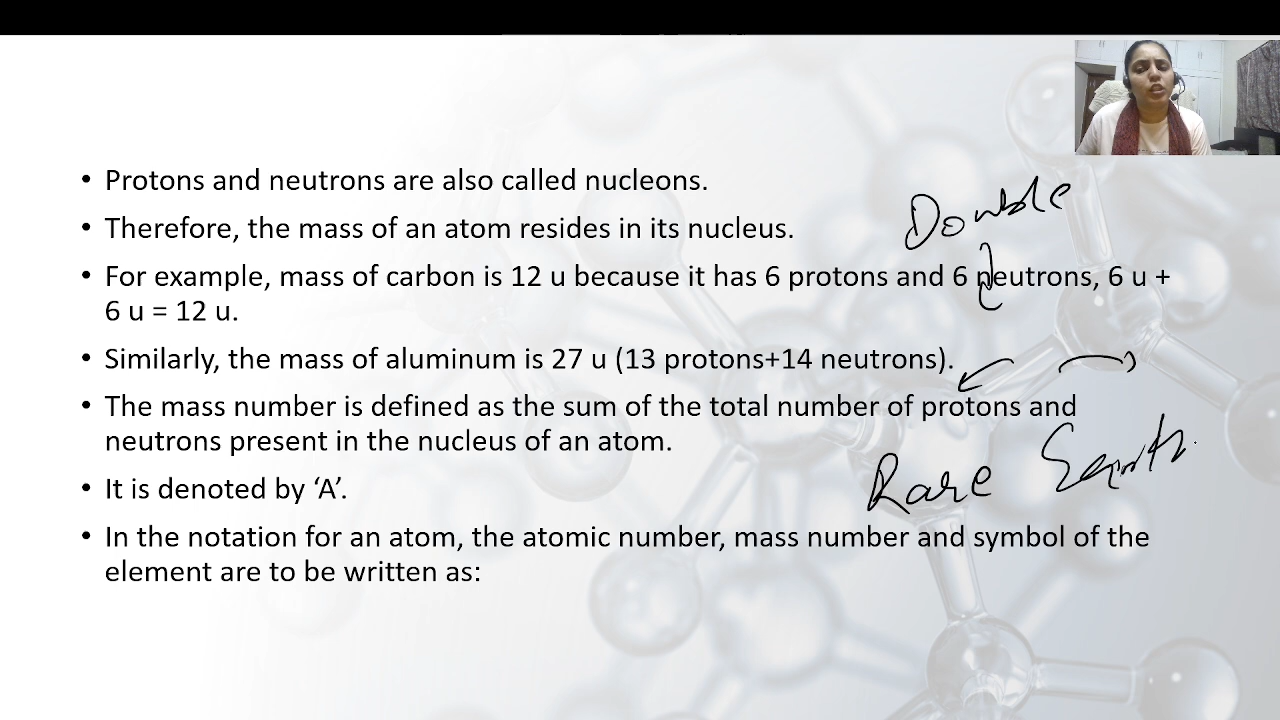 • Protons and neutrons are also called nucleons.
Double
• Therefore, the mass of an atom resides in its nucleus.
• For example, mass of carbon is 12 u because it has 6 protons and 6 neutrons, 6 u +
6 u = 12 u.
• Similarly, the mass of aluminum is 27 u (13 protons+14 neutrons).
• The mass number is defined as the sum of the total number of protons and
neutrons present in the nucleus of an atom.
Rare Earth
• It is denoted by ‘A’.
• In the notation for an atom, the atomic number, mass number and symbol of the
element are to be written as: